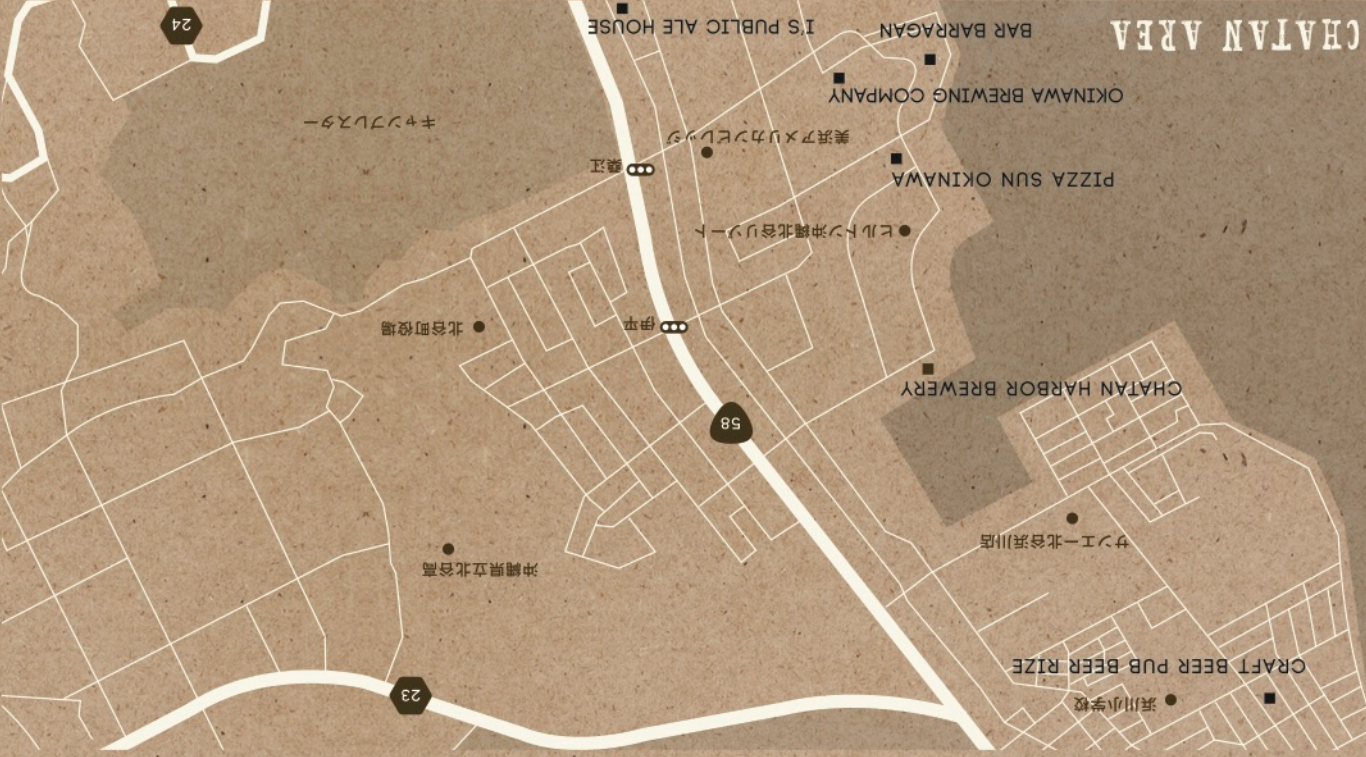 浜川小学校
23
CRAFT BEER PUB BEER RIZE
沖縄県立北谷高
サンエー北谷浜川店
58
CHATAN HARBOR BREWERY
伊平
北谷町役場
ヒルトン沖縄北谷リゾート
PIZZA SUN OKINAWA
桑江
美浜アメリカンビレッジ
キャンプレスター
OKINAWA BREWING COMPANY
CHATAN AREA
BAR BARRAGAN
I'S PUBLIC ALE HOUSE
24